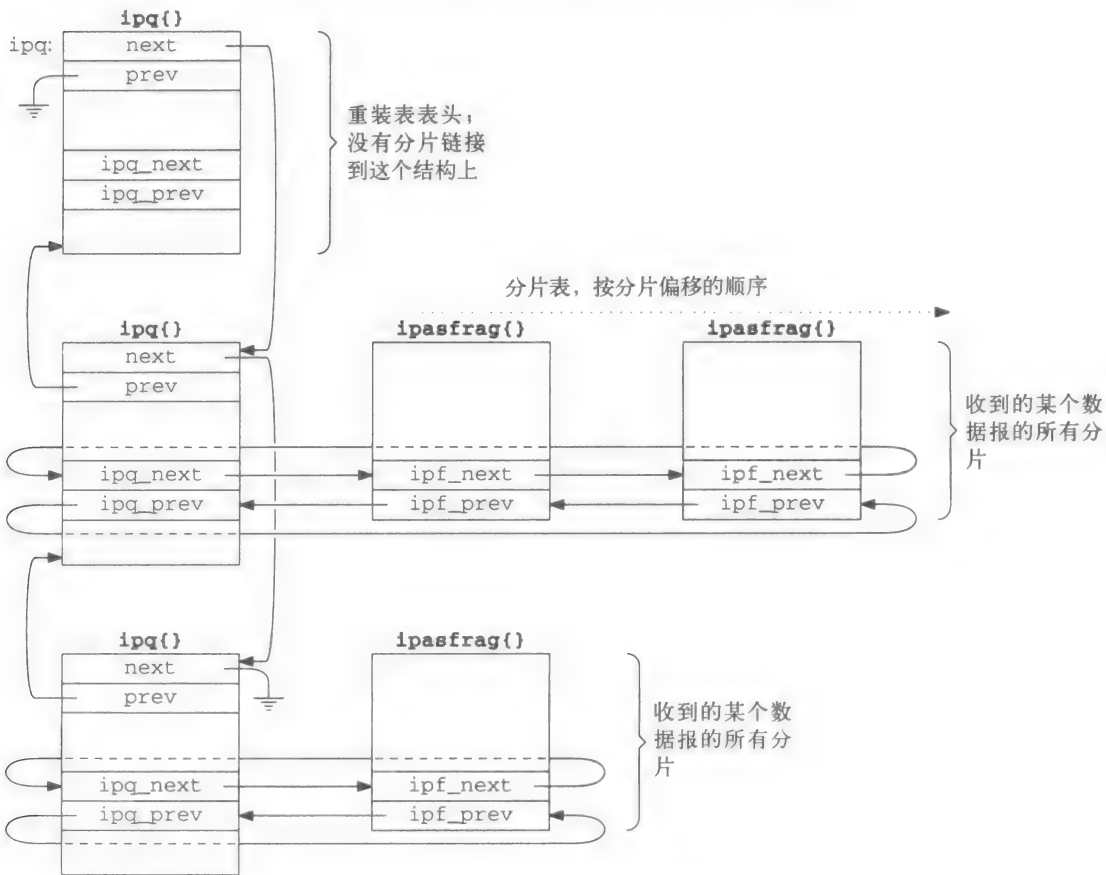 ipq{}
ipq:
next
prev
ipq_next
ipq_prev
重装表表头；
没有分片链接
到这个结构上
分片表，按分片偏移的顺序
ipq{}
ipasfrag{}
ipasfrag{}
next
prev
ipq_next
ipf_next
ipf_next
ipq_prev
ipf_prev
ipf_prev
收到的某个数
据报的所有分
片
ipq{}
ipasfrag{}
next
prev
ipq_next
ipf_next
ipq_prev
ipf_prev
收到的某个数
据报的所有分
片